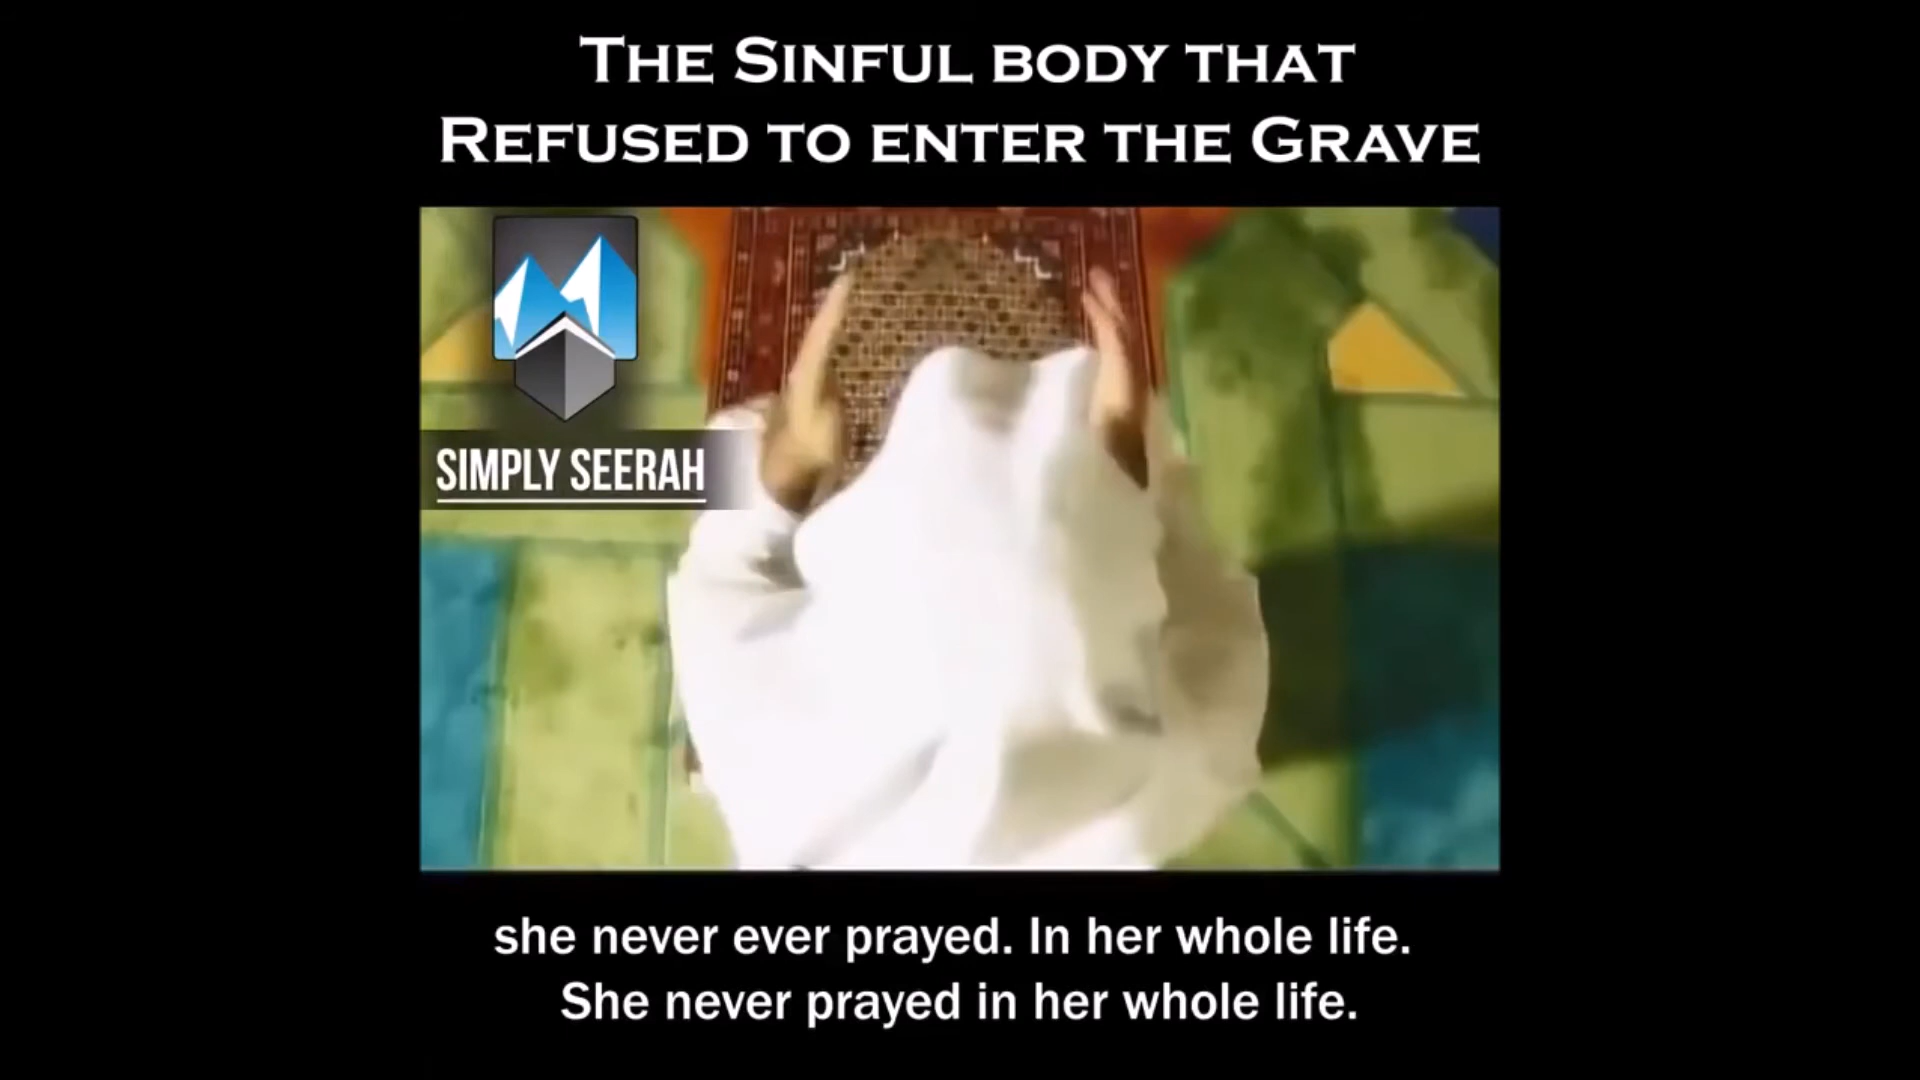 THE SINFUL BODY THAT
REFUSED TO ENTER THE GRAVE
SIMPLY SEERAH
she never ever prayed. In her whole life.
She never prayed in her whole life.